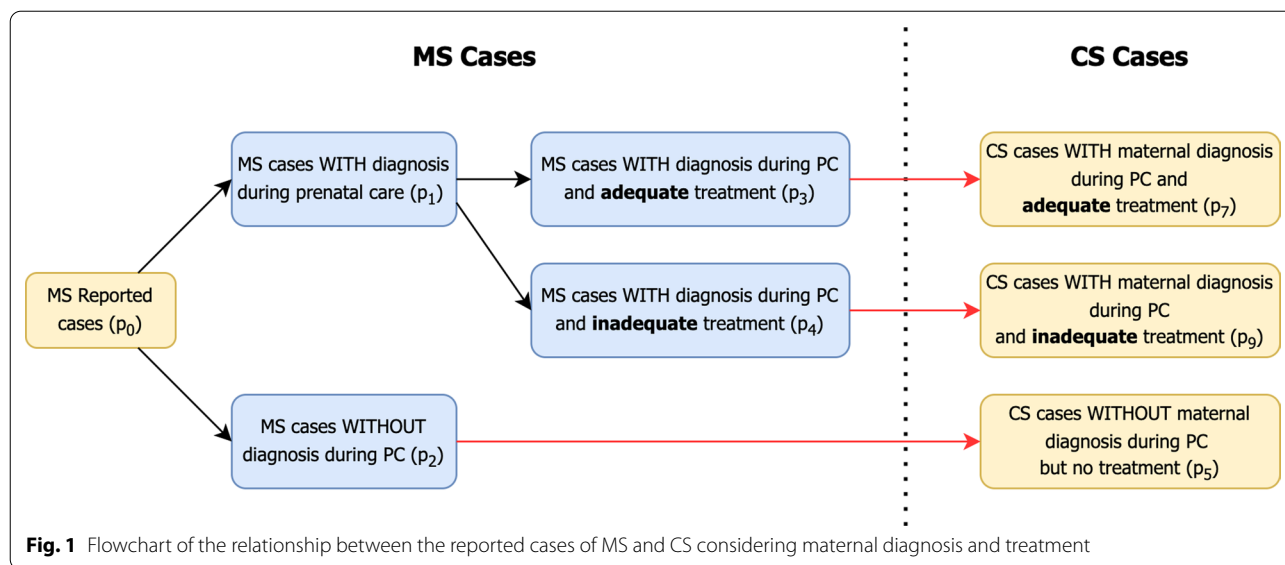 MS Cases
CS Cases
MS Reported
cases (p0)
MS cases WITH diagnosis
during prenatal care (p1)
MS cases WITHOUT
diagnosis during PC (p2)
MS cases WITH diagnosis during PC
and adequate treatment (p3)
MS cases WITH diagnosis during PC
and inadequate treatment (p4)
CS cases WITH maternal diagnosis
during PC and
adequate treatment (p7)
CS cases WITH maternal diagnosis
during PC
and inadequate treatment (p9)
CS cases WITHOUT maternal
diagnosis during PC
but no treatment (p5)
Fig. 1 Flowchart of the relationship between the reported cases of MS and CS considering maternal diagnosis and treatment